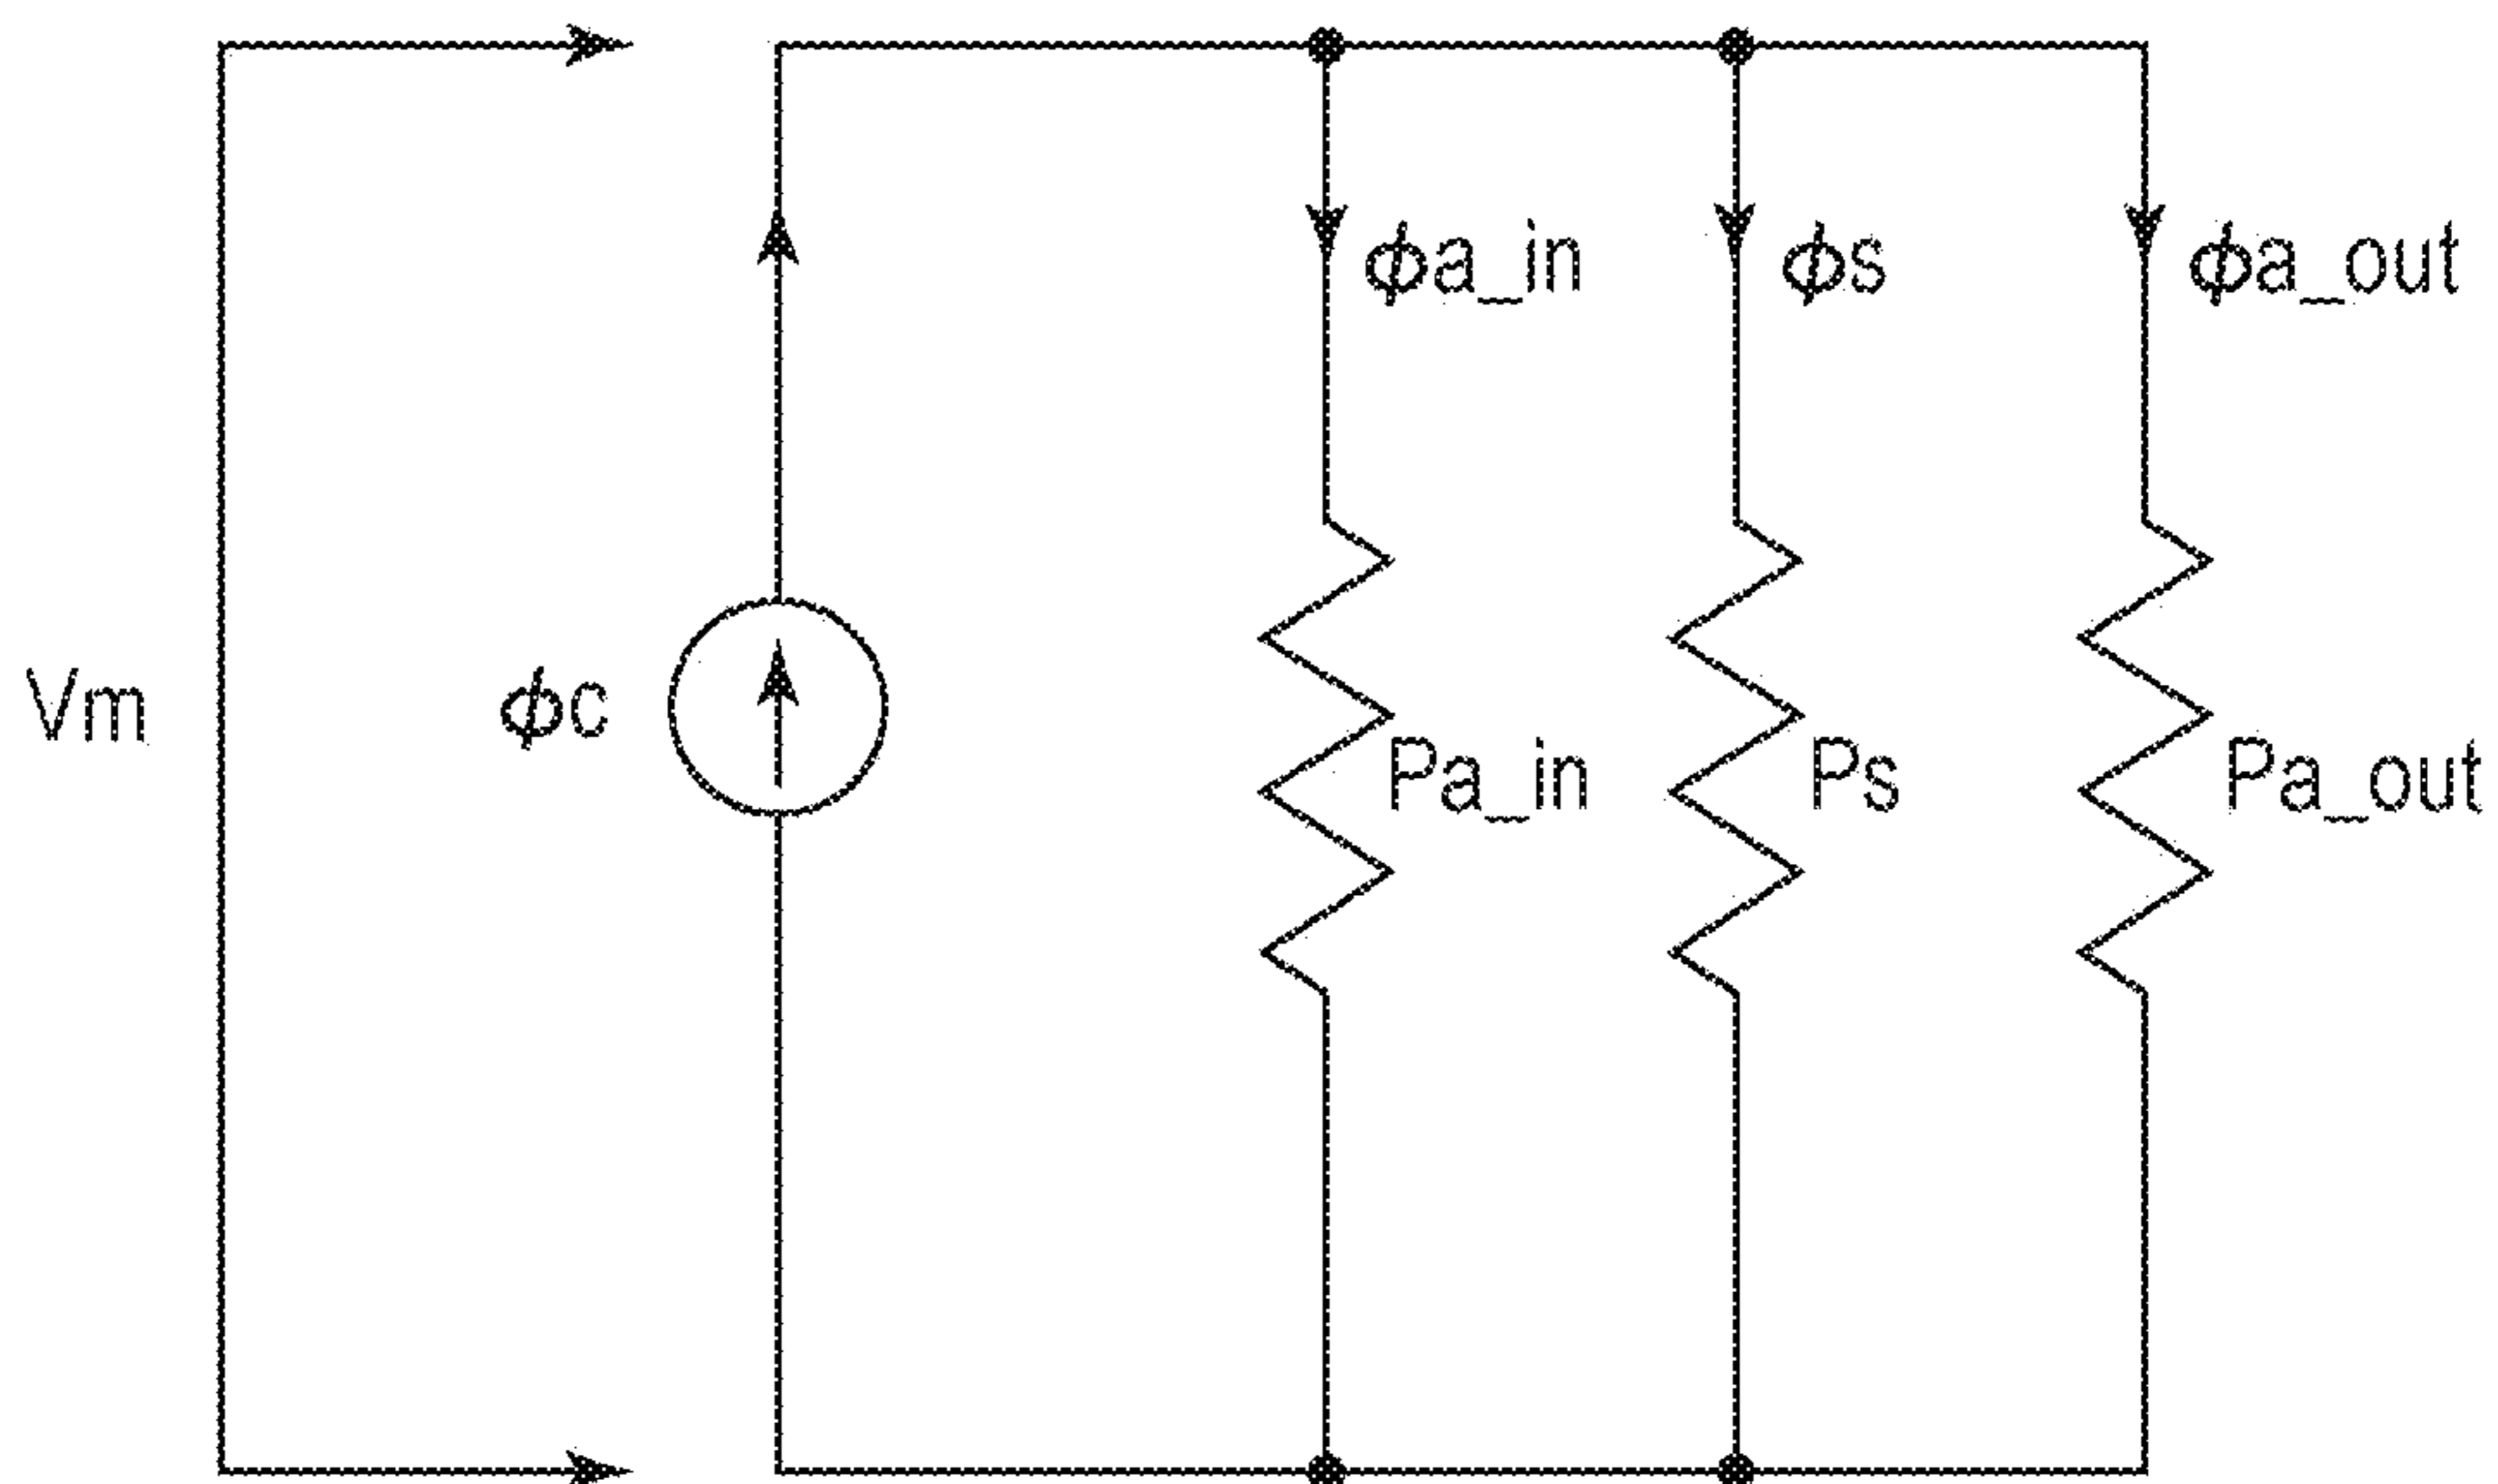 ϕa_in
ϕs
ϕa_out
Vm
ϕc
Pa_in
Ps
Pa_out